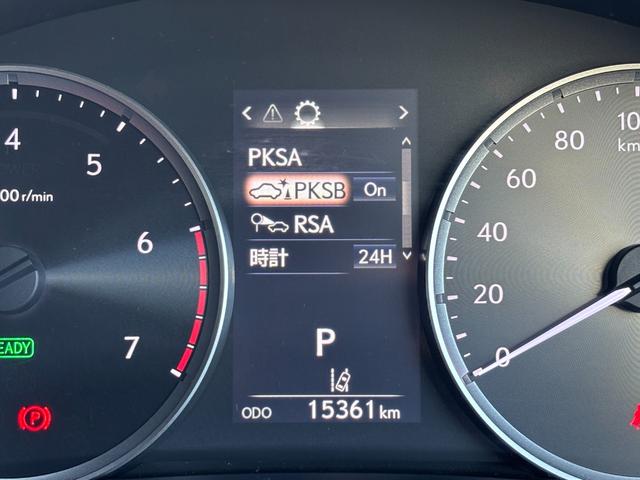 PKSA
PKSB On
RSA
時計 24H
P
ODO 15361 km
4
5
6
7
00 r/min
EADY
P
0
20
40
60
80
10
km